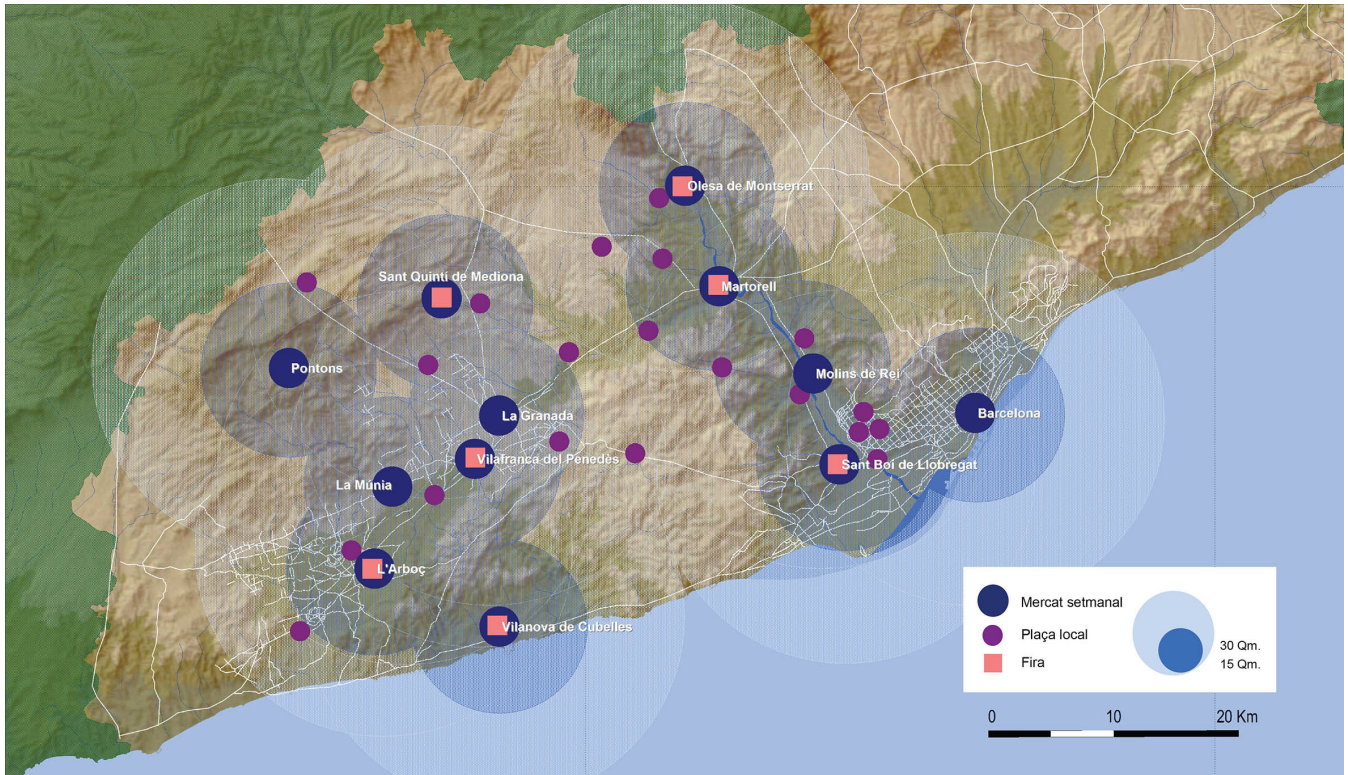 Olesa de Montserrat
Sant Quintí de Mediona
Martorell
Pontons
Molins de Rei
La Granada
Barcelona
Vilafranca del Penedès
Sant Boi de Llobregat
La Múnia
L'Arboç
Vilanova de Cubelles
Mercat setmanal
Plaça local
Fira
30 Qm.
15 Qm.
0 10 20 Km